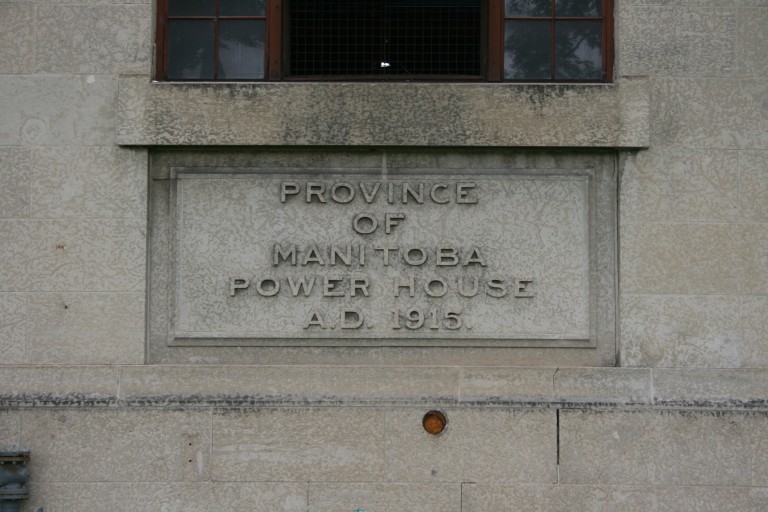 PROVINCE
OF
MANITOBA
POWER HOUSE
A.D. 1915.